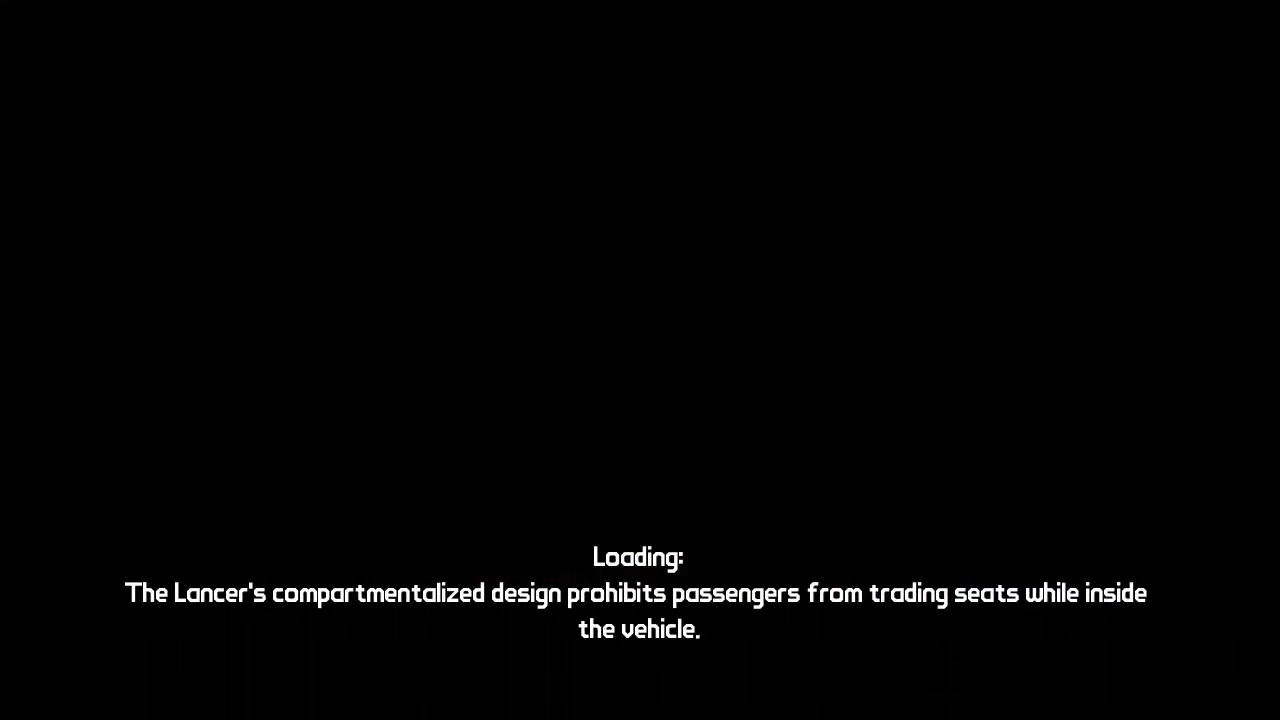 Loading:
The Lancer's compartmentalized design prohibits passengers from trading seats while inside
the vehicle.